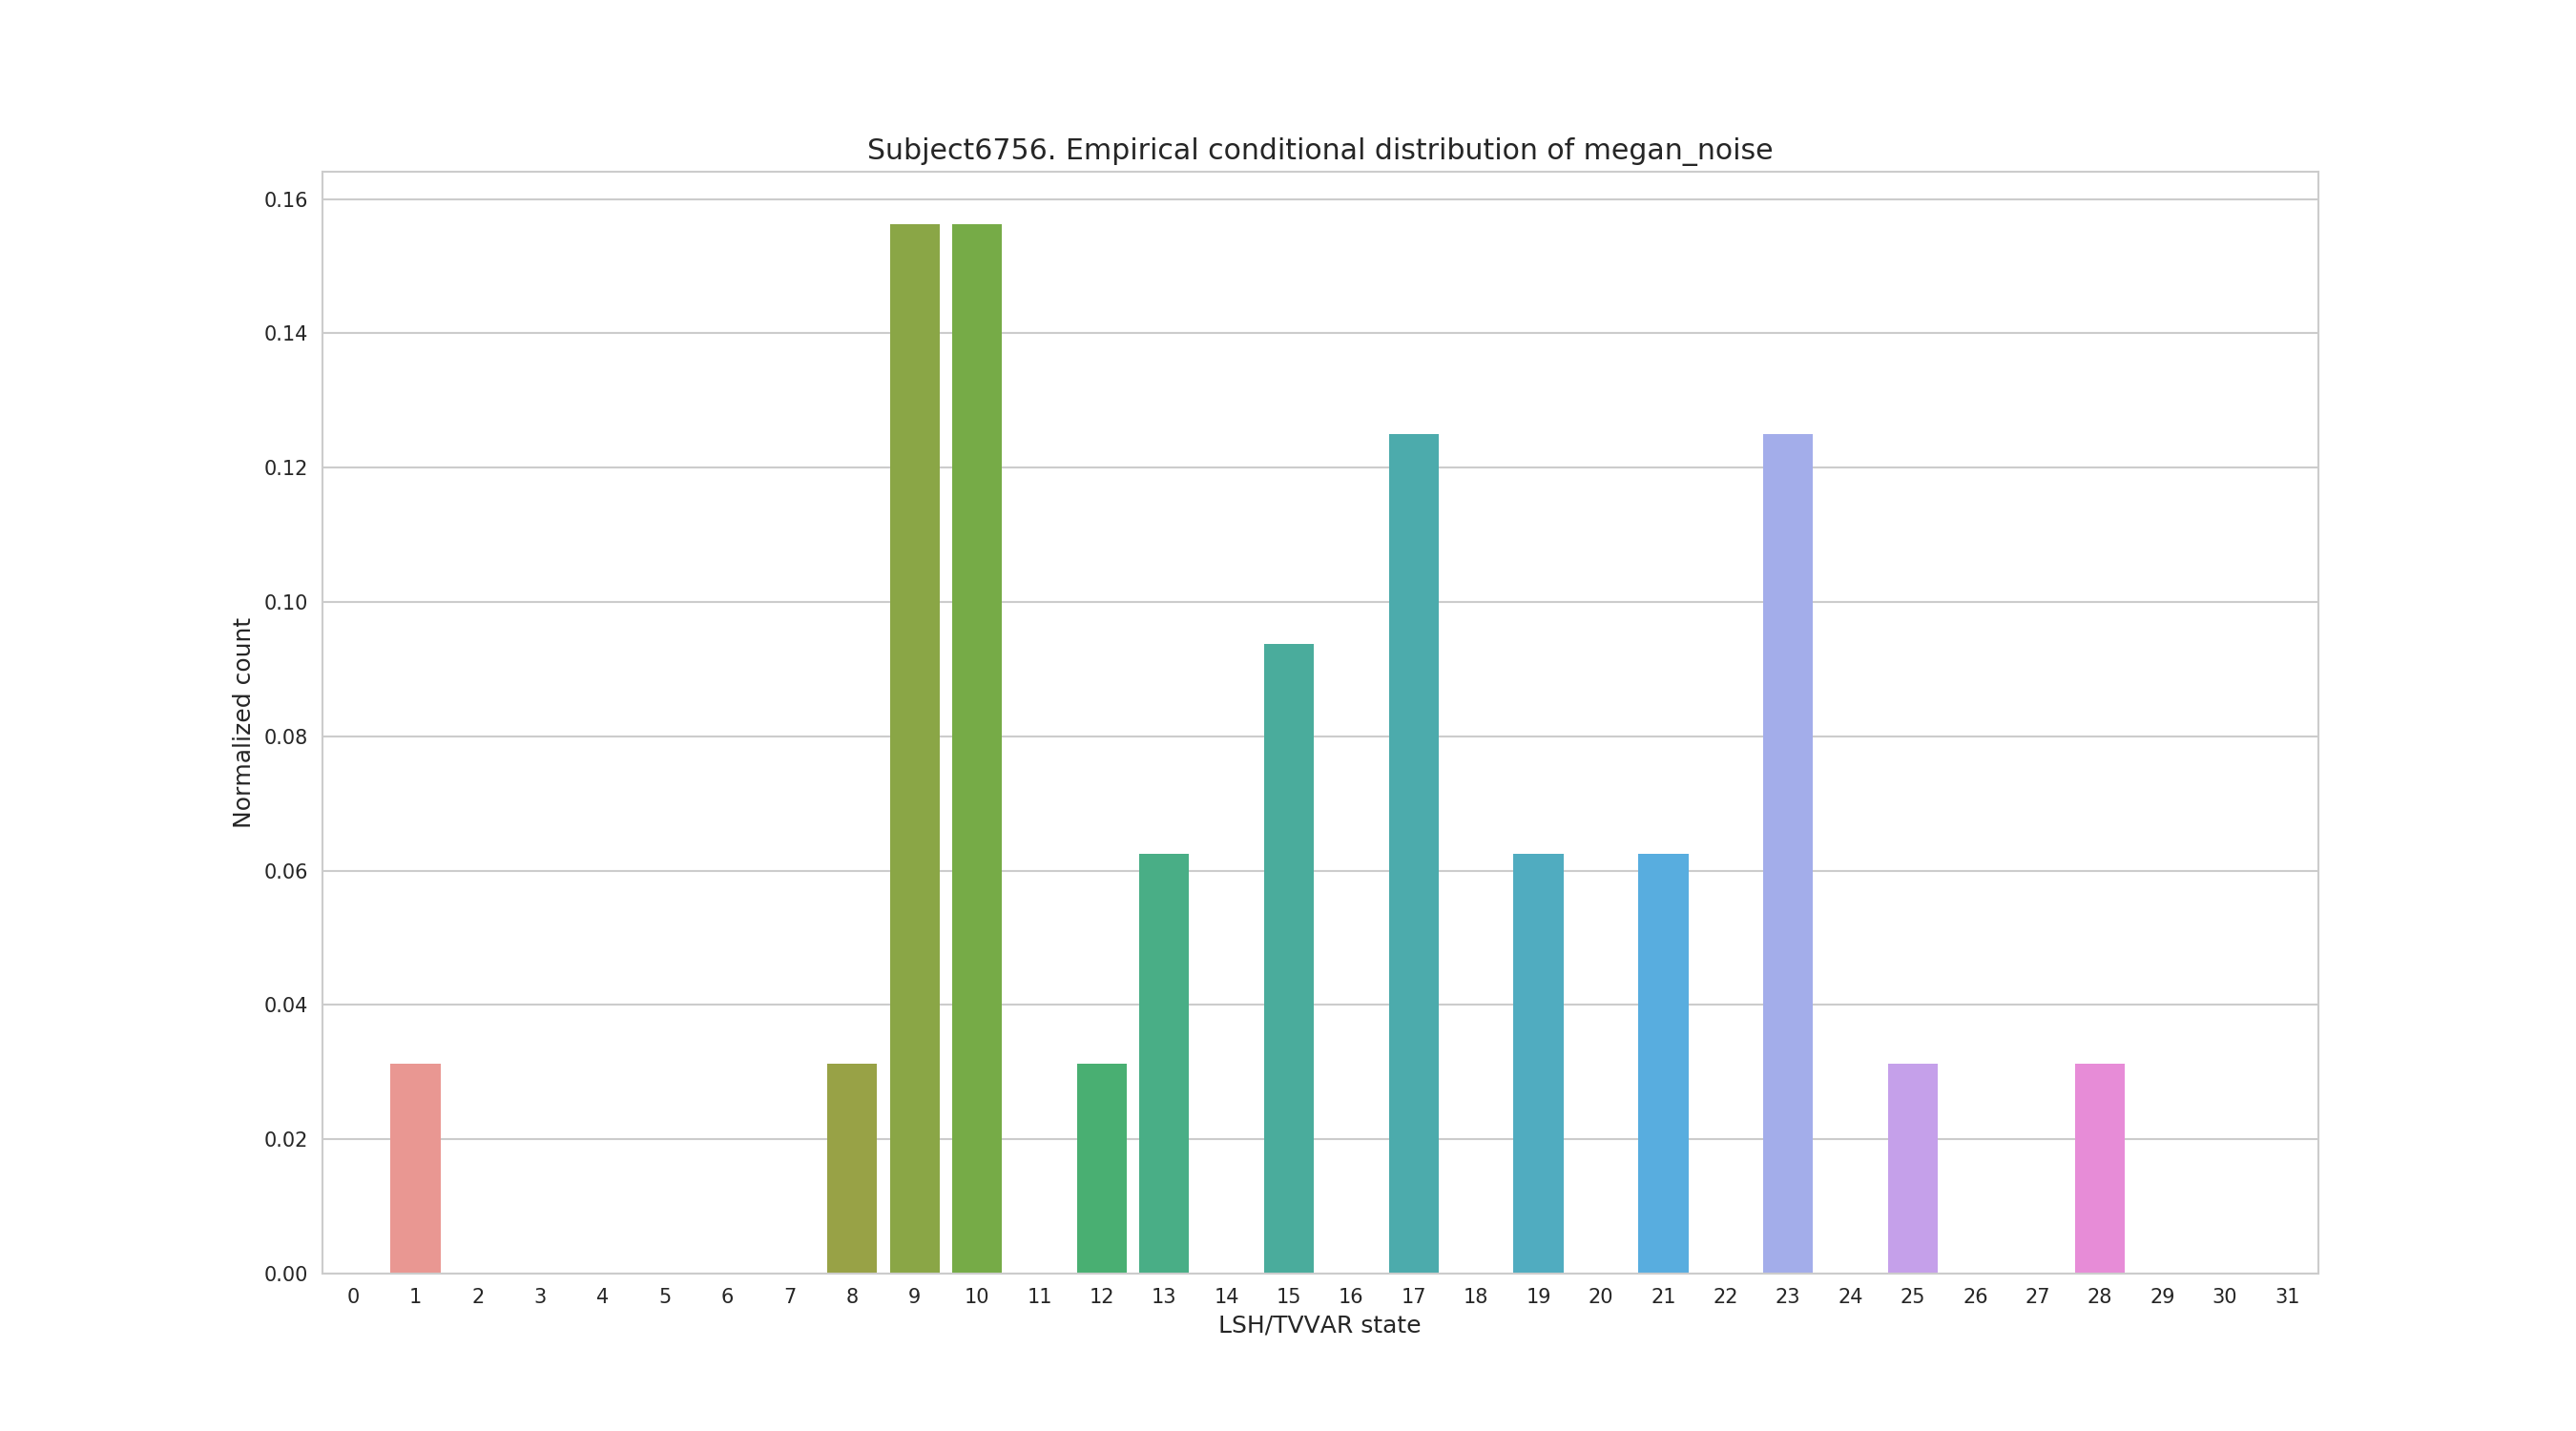 Subject6756. Empirical conditional distribution of megan_noise
0.16
0.14
0.12
0.10
0.08
0.06
0.04
0.02
0.00
Normalized count
0 1 2 3 4 5 6 7 8 9 10 11 12 13 14 15 16 17 18 19 20 21 22 23 24 25 26 27 28 29 30 31
LSH/TVVAR state